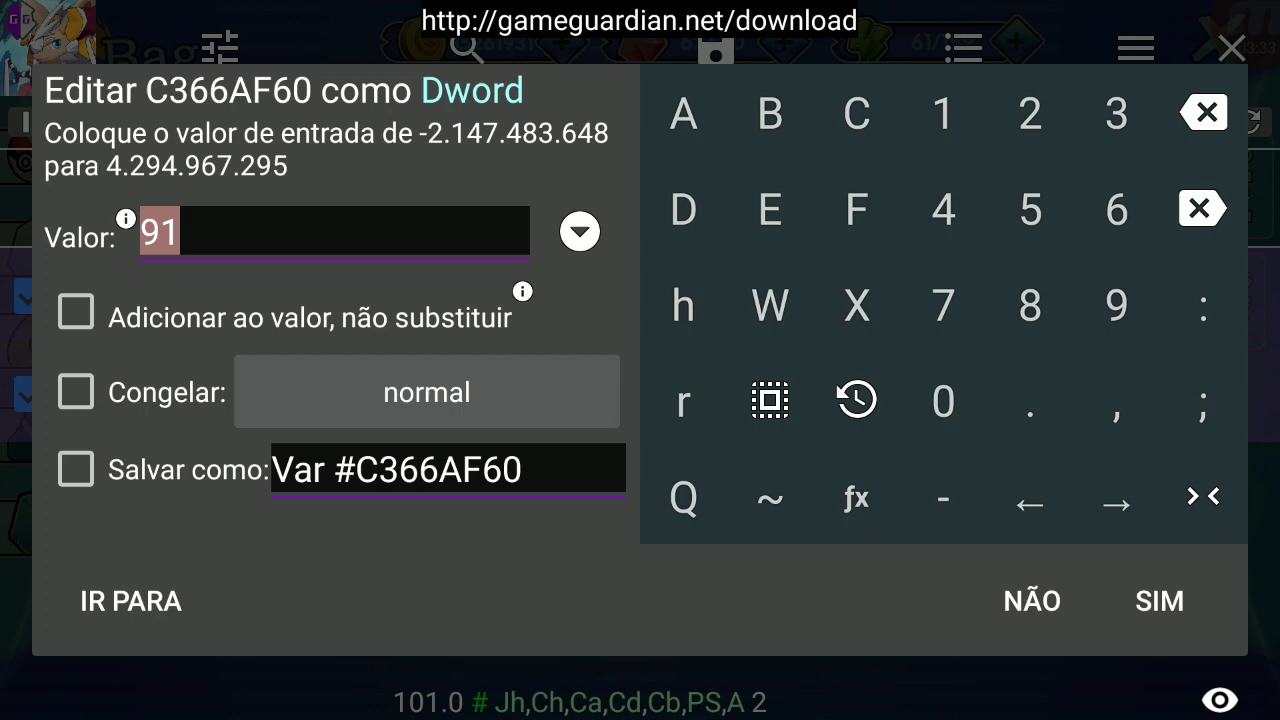 http://gameguardian.net/download
Bag
Editar C366AF60 como Dword
Coloque o valor de entrada de -2.147.483.648
para 4.294.967.295
Valor: 91
Adicionar ao valor, não substituir
Congelar: normal
Salvar como: Var #C366AF60
A B C 1 2 3
D E F 4 5 6
h W X 7 8 9 :
r 0 . , ;
Q ~ ƒx - ← → ><
IR PARA NÃO SIM
101.0 # Jh,Ch,Ca,Cd,Cb,PS,A 2